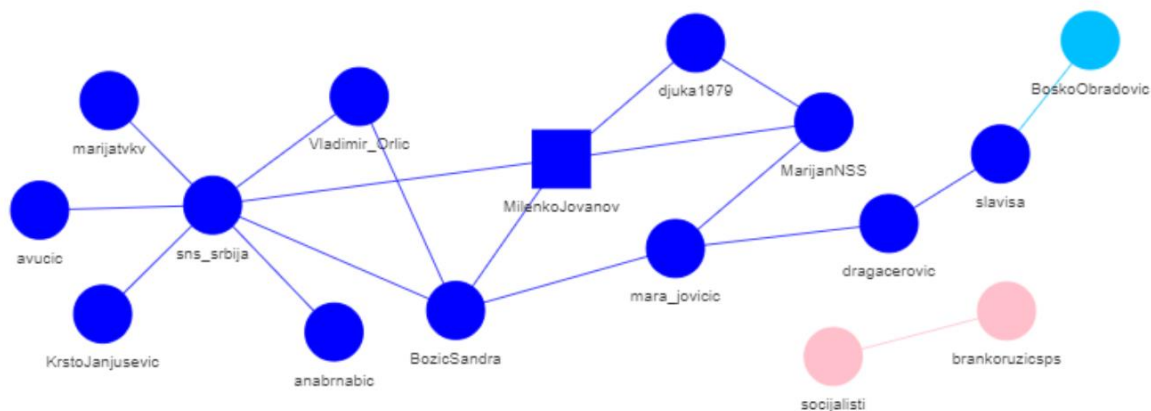 djuka1979
BoskoObradovic
marijatvkv
Vladimir_Orlic
MarijanNSS
MilenkoJovanov
slavisa
avucic
sns_srbija
dragacerovic
mara_jovicic
KrstoJanjusevic
BozicSandra
brankoruzicsps
anabrnabic
socijalisti